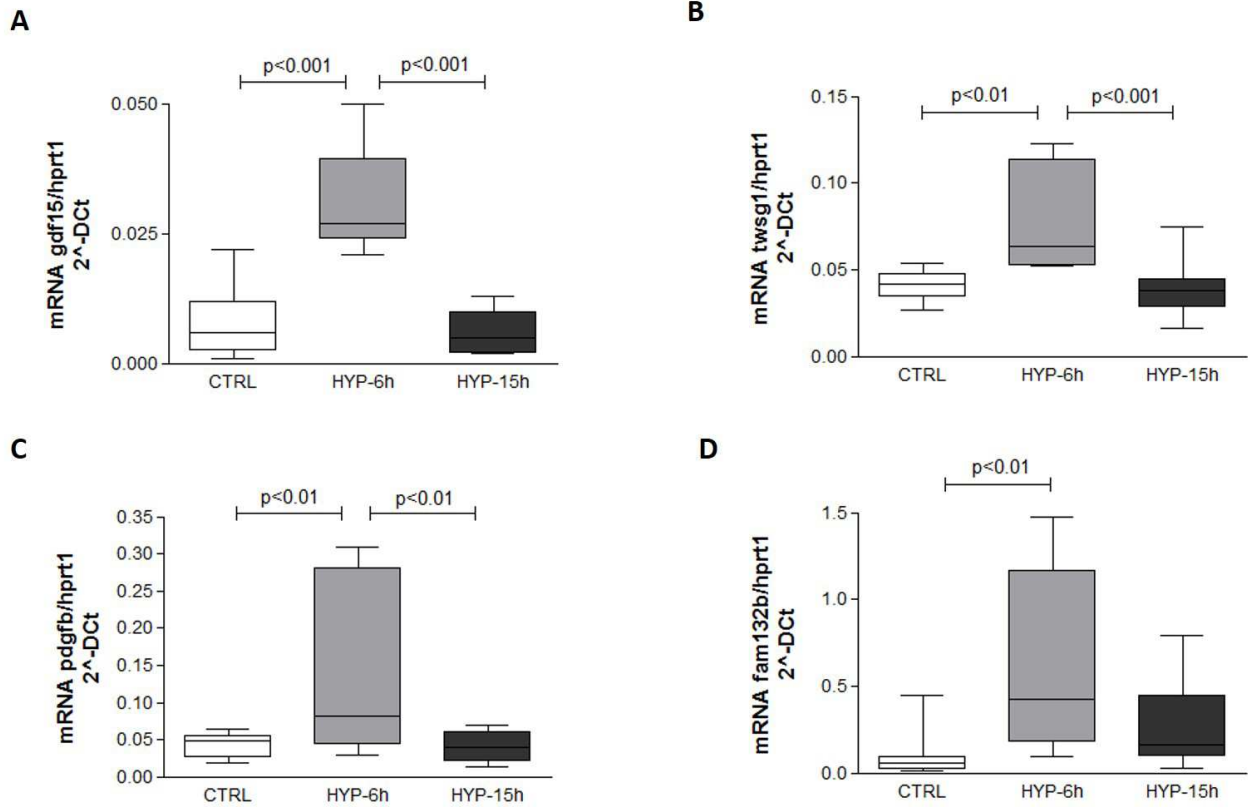 A
p<0.001 p<0.001
mRNA gdf15/hprt1
2^-DCt
0.050
0.025
0.000
CTRL HYP-6h HYP-15h
B
p<0.01 p<0.001
mRNA twsg1/hprt1
2^-DCt
0.15
0.10
0.05
0.00
CTRL HYP-6h HYP-15h
C
p<0.01 p<0.01
mRNA pdgfb/hprt1
2^-DCt
0.35
0.30
0.25
0.20
0.15
0.10
0.05
0.00
CTRL HYP-6h HYP-15h
D
p<0.01
mRNA fam132b/hprt1
2^-DCt
1.5
1.0
0.5
0.0
CTRL HYP-6h HYP-15h